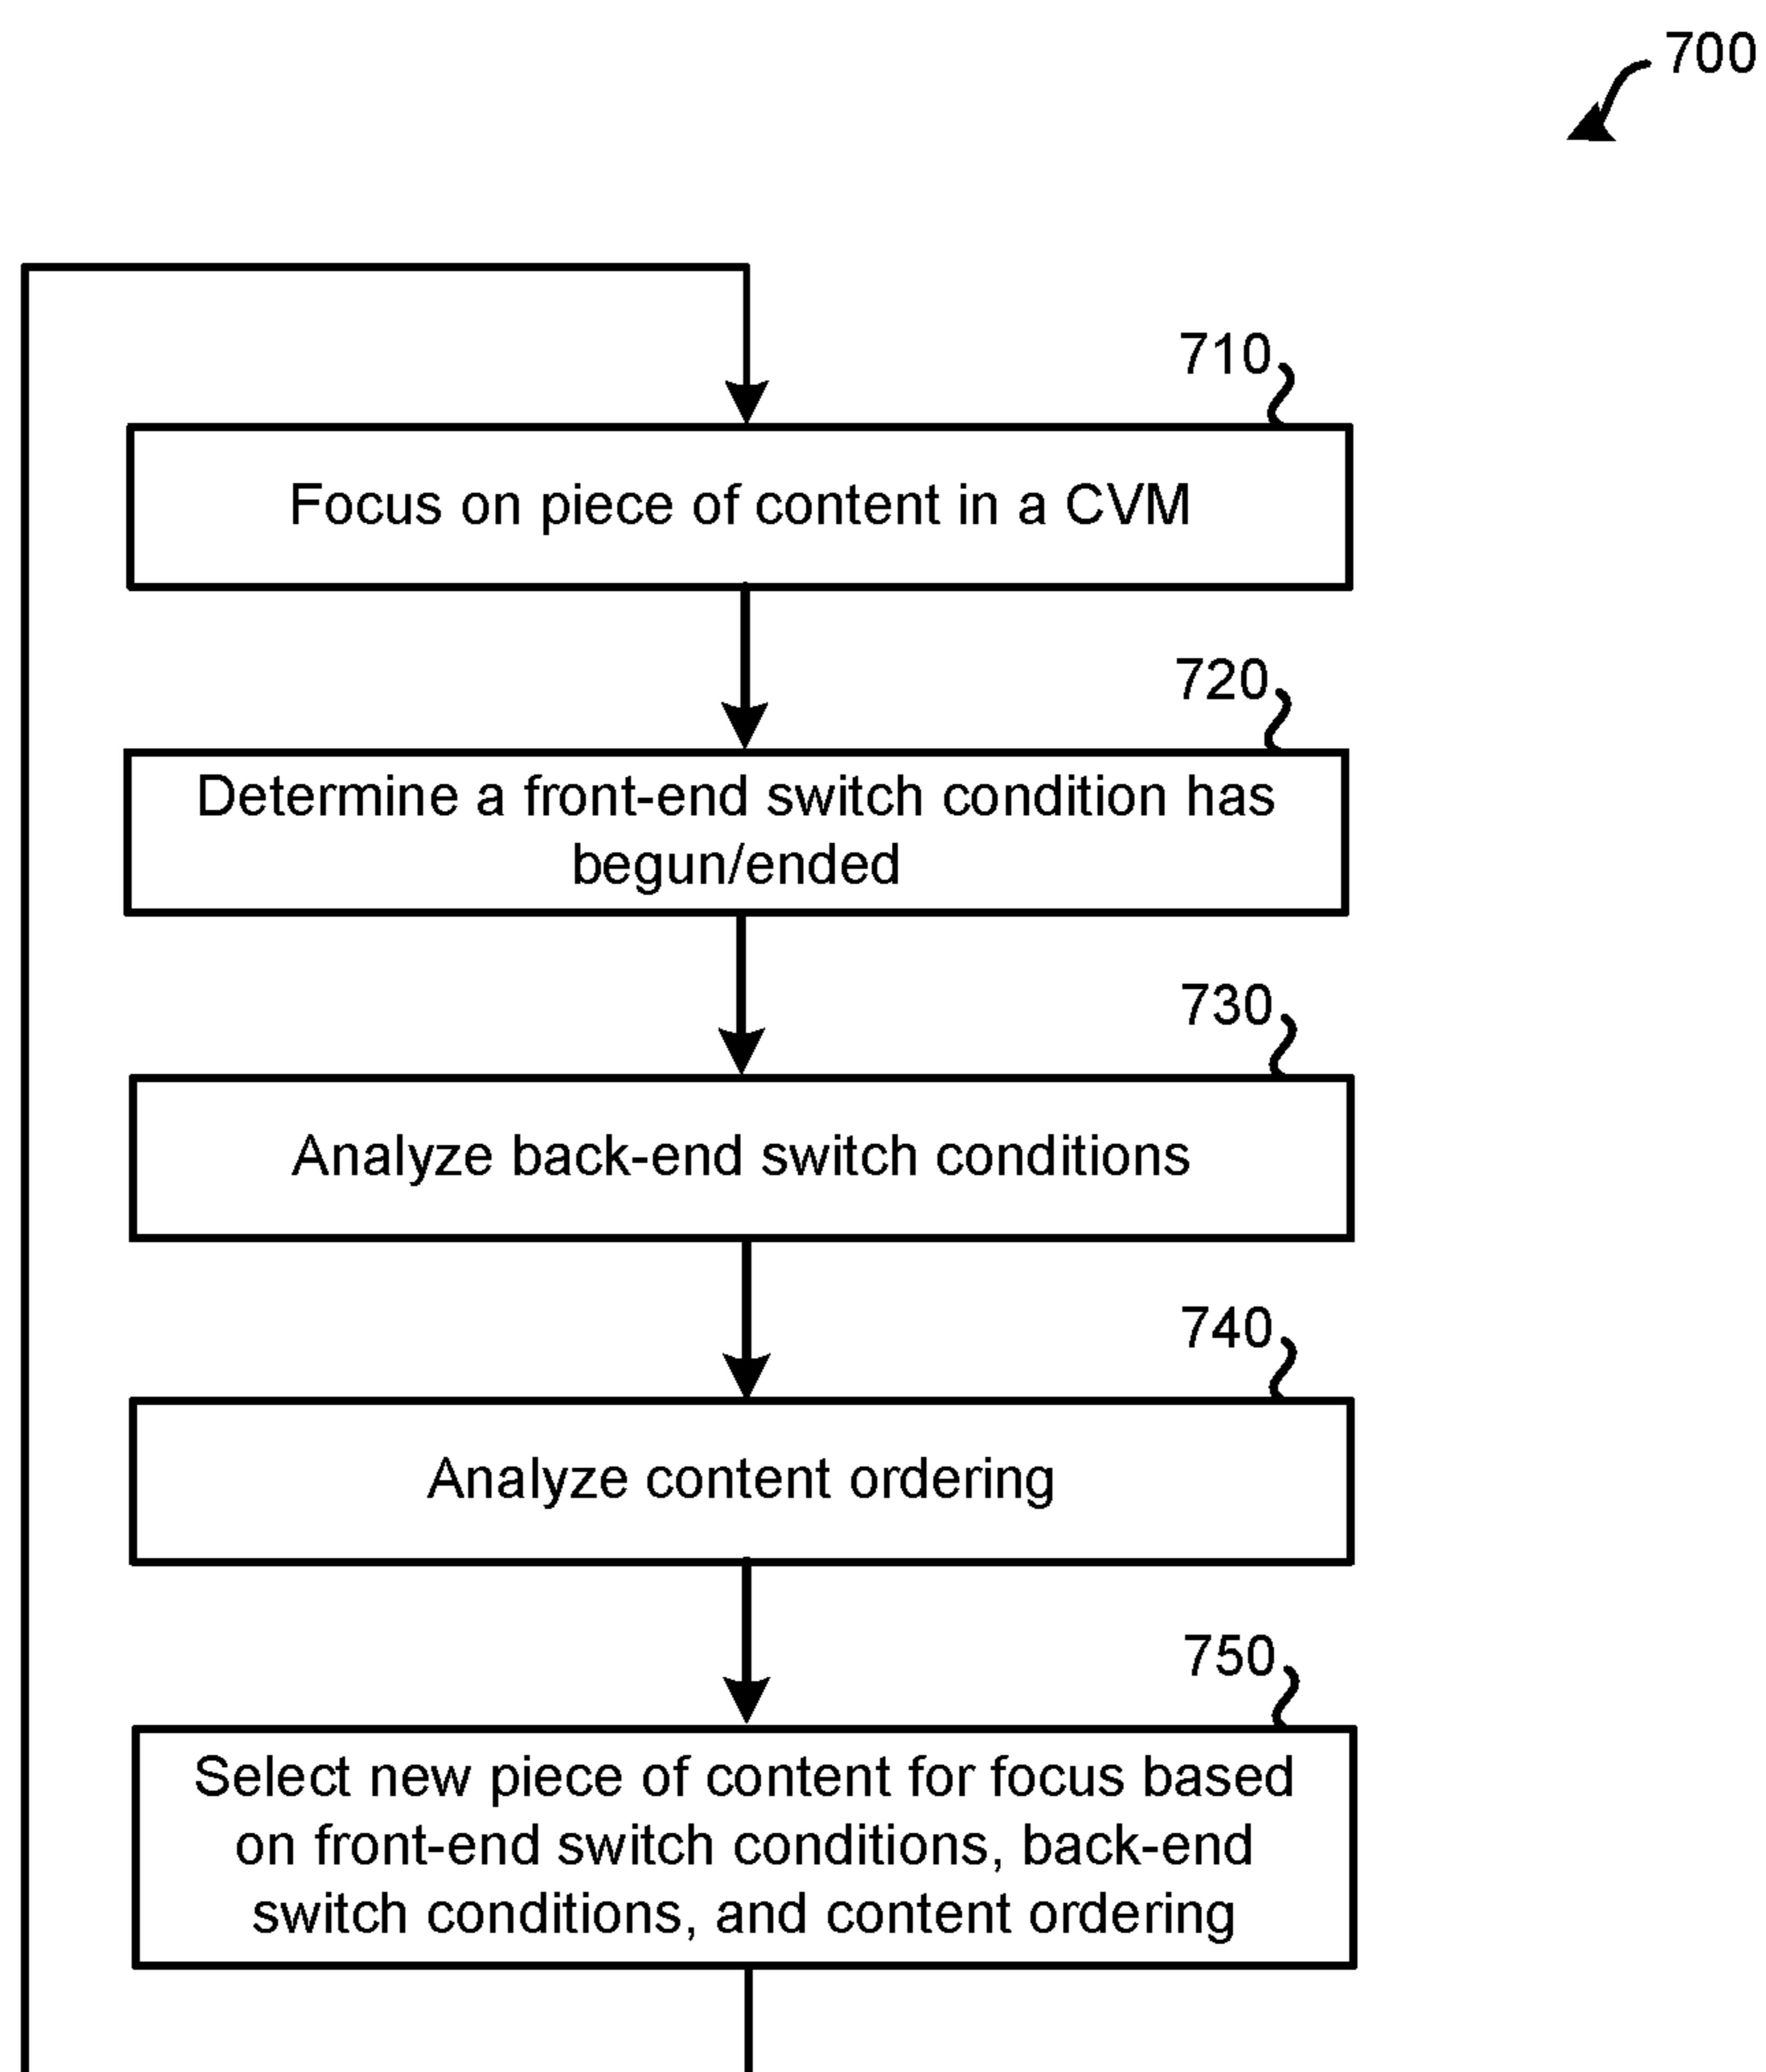 700
710
Focus on piece of content in a CVM
720
Determine a front-end switch condition has
begun/ended
730
Analyze back-end switch conditions
740
Analyze content ordering
750
Select new piece of content for focus based
on front-end switch conditions, back-end
switch conditions, and content ordering